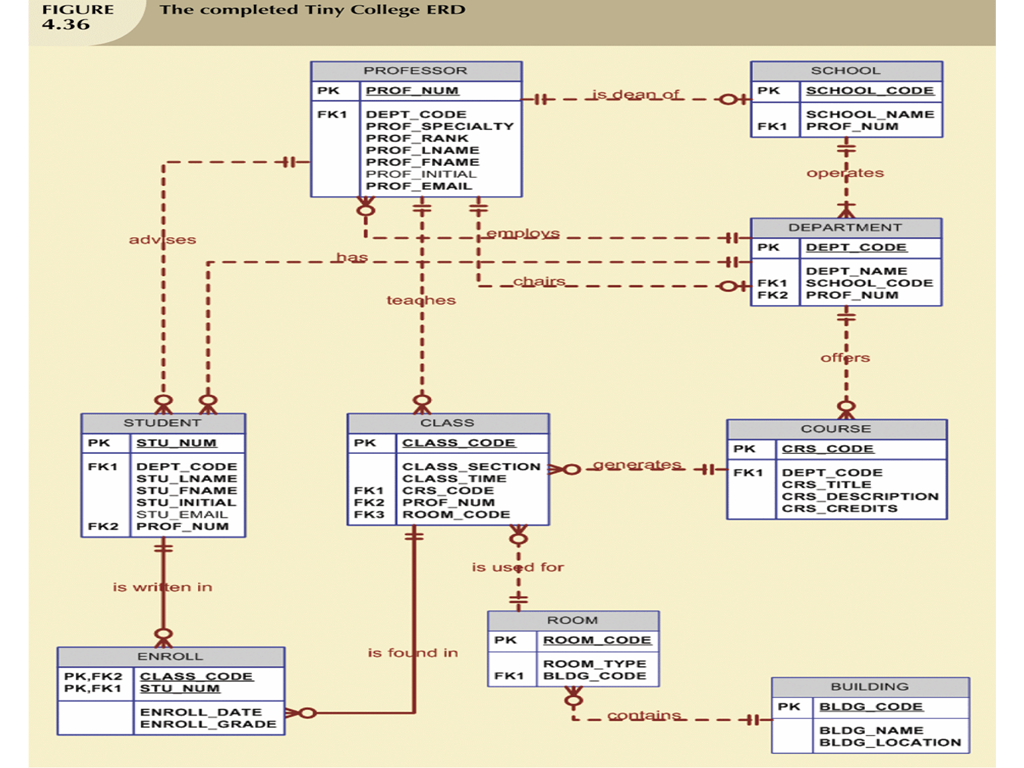 FIGURE
4.36
The completed Tiny College ERD
PROFESSOR
PK PROF_NUM
FK1 DEPT_CODE
PROF_SPECIALTY
PROF_RANK
PROF_LNAME
PROF_FNAME
PROF_INITIAL
PROF_EMAIL
is dean of
SCHOOL
PK SCHOOL_CODE
SCHOOL_NAME
FK1 PROF_NUM
operates
advises
employs
has
chairs
teaches
DEPARTMENT
PK DEPT_CODE
DEPT_NAME
FK1 SCHOOL_CODE
FK2 PROF_NUM
offers
STUDENT
PK STU_NUM
FK1 DEPT_CODE
STU_LNAME
STU_FNAME
STU_INITIAL
STU_EMAIL
FK2 PROF_NUM
CLASS
PK CLASS_CODE
CLASS_SECTION
CLASS_TIME
FK1 CRS_CODE
FK2 PROF_NUM
FK3 ROOM_CODE
generates
COURSE
PK CRS_CODE
FK1 DEPT_CODE
CRS_TITLE
CRS_DESCRIPTION
CRS_CREDITS
is written in
is used for
is found in
ENROLL
PK,FK2 CLASS_CODE
PK,FK1 STU_NUM
ENROLL_DATE
ENROLL_GRADE
ROOM
PK ROOM_CODE
ROOM_TYPE
FK1 BLDG_CODE
contains
BUILDING
PK BLDG_CODE
BLDG_NAME
BLDG_LOCATION